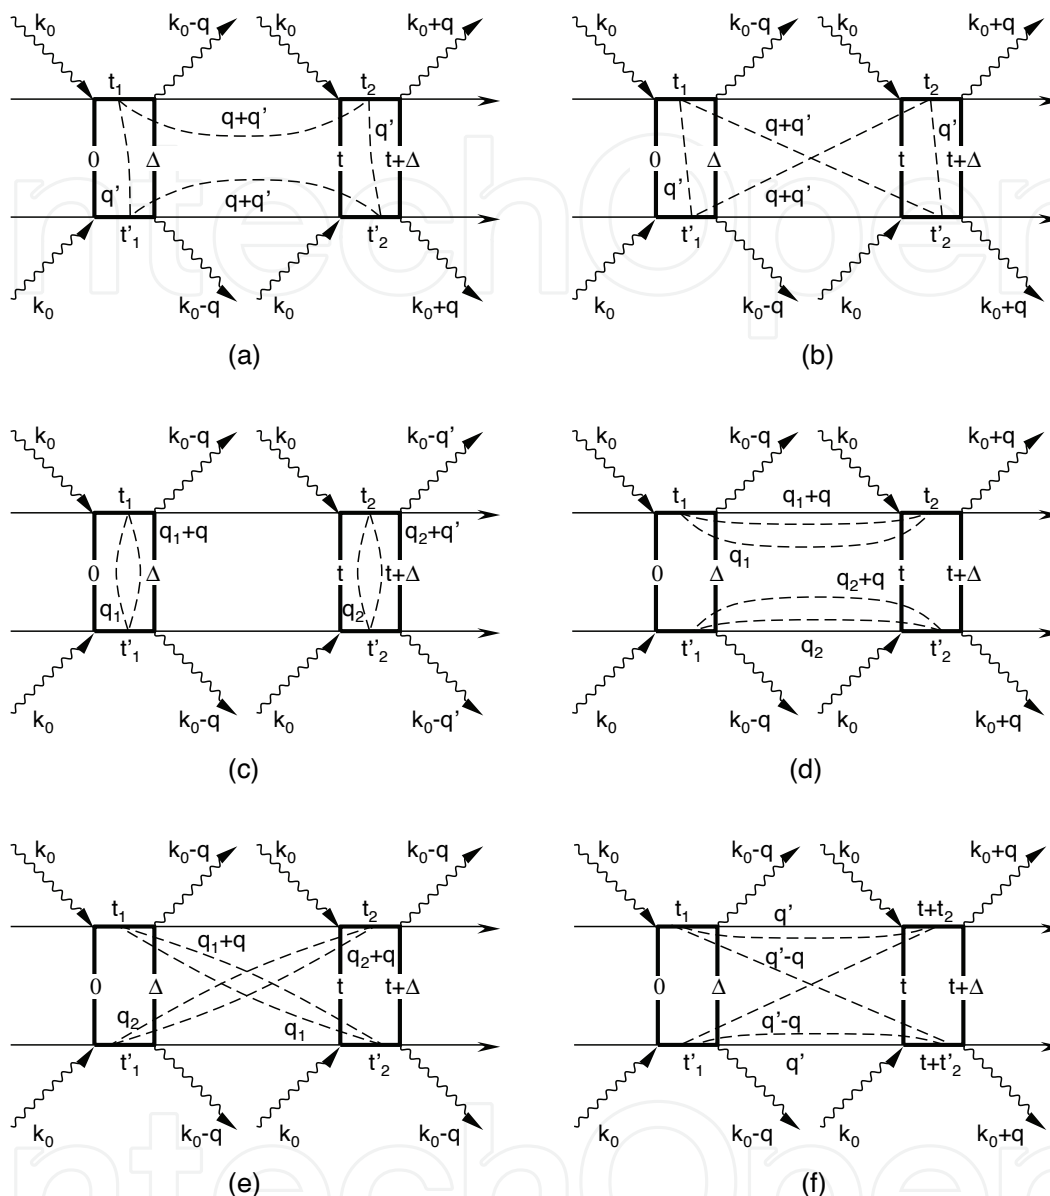 k₀ k₀-q k₀ k₀+q
t₁ t₂
q+q' q'
0 Δ t t+Δ
q' q+q'
t'₁ t'₂
k₀ k₀-q k₀ k₀+q
(a)
k₀ k₀-q k₀ k₀+q
t₁ t₂
q+q' q'
0 Δ t t+Δ
q' q+q'
t'₁ t'₂
k₀ k₀-q k₀ k₀+q
(b)
k₀ k₀-q k₀ k₀-q'
t₁ t₂
q₁+q q₂+q'
0 Δ t t+Δ
q₁ q₂
t'₁ t'₂
k₀ k₀-q k₀ k₀-q'
(c)
k₀ k₀-q k₀ k₀+q
t₁ q₁+q t₂
q₁
0 Δ q₂+q t t+Δ
t'₁ q₂ t'₂
k₀ k₀-q k₀ k₀+q
(d)
k₀ k₀-q k₀ k₀-q
t₁ t₂
q₁+q q₂+q
0 Δ t t+Δ
q₂ q₁
t'₁ t'₂
k₀ k₀-q k₀ k₀-q
(e)
k₀ k₀-q k₀ k₀+q
t₁ q' t+t₂
q'-q
0 Δ t t+Δ
q'-q
t'₁ q' t+t'₂
k₀ k₀-q k₀ k₀+q
(f)
ntechOpen
ntechOpen